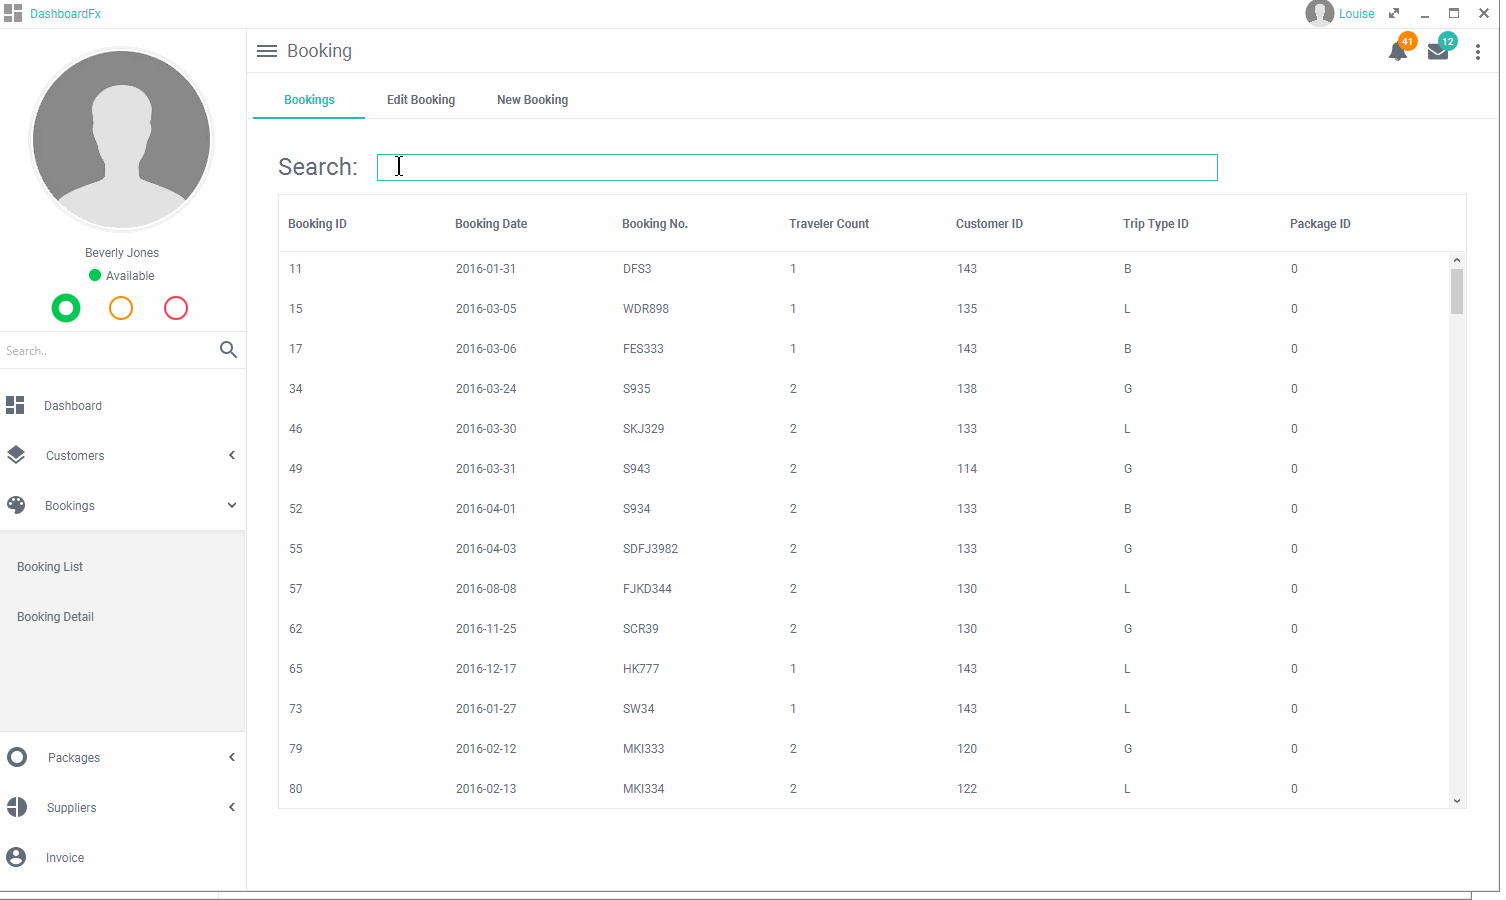 DashboardFx
Louise
Booking
41
12
Beverly Jones
Available
Search..
Dashboard
Customers
Bookings
Booking List
Booking Detail
Packages
Suppliers
Invoice
Bookings Edit Booking New Booking
Search:
Booking ID Booking Date Booking No. Traveler Count Customer ID Trip Type ID Package ID
11 2016-01-31 DFS3 1 143 B 0
15 2016-03-05 WDR898 1 135 L 0
17 2016-03-06 FES333 1 143 B 0
34 2016-03-24 S935 2 138 G 0
46 2016-03-30 SKJ329 2 133 L 0
49 2016-03-31 S943 2 114 G 0
52 2016-04-01 S934 2 133 B 0
55 2016-04-03 SDFJ3982 2 133 G 0
57 2016-08-08 FJKD344 2 130 L 0
62 2016-11-25 SCR39 2 130 G 0
65 2016-12-17 HK777 1 143 L 0
73 2016-01-27 SW34 1 143 L 0
79 2016-02-12 MKI333 2 120 G 0
80 2016-02-13 MKI334 2 122 L 0